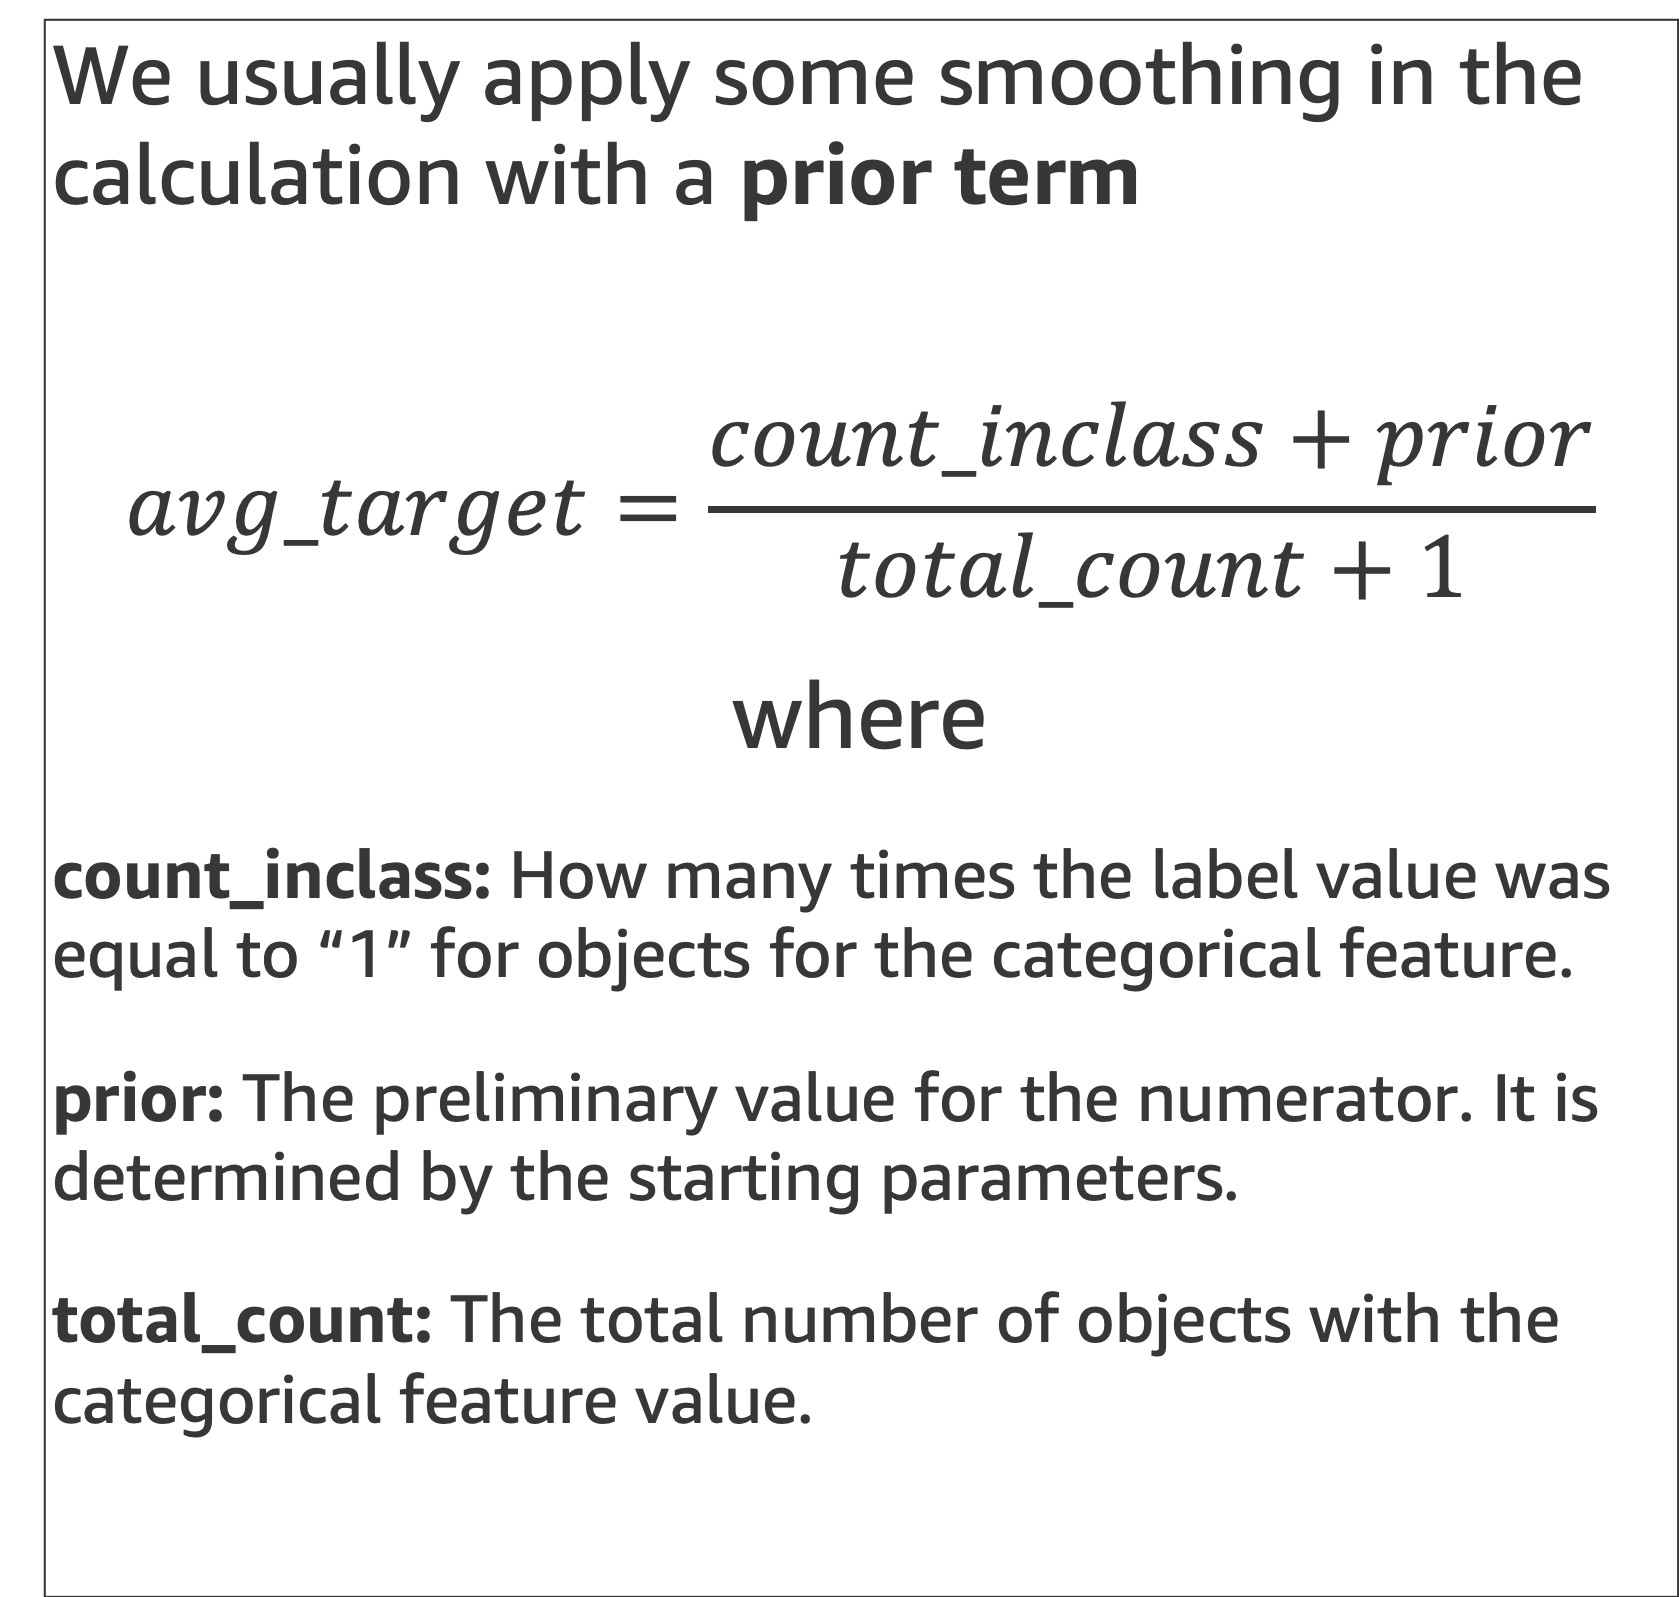 We usually apply some smoothing in the
calculation with a prior term
avg_target = count_inclass + prior / total_count + 1
where
count_inclass: How many times the label value was
equal to “1” for objects for the categorical feature.
prior: The preliminary value for the numerator. It is
determined by the starting parameters.
total_count: The total number of objects with the
categorical feature value.